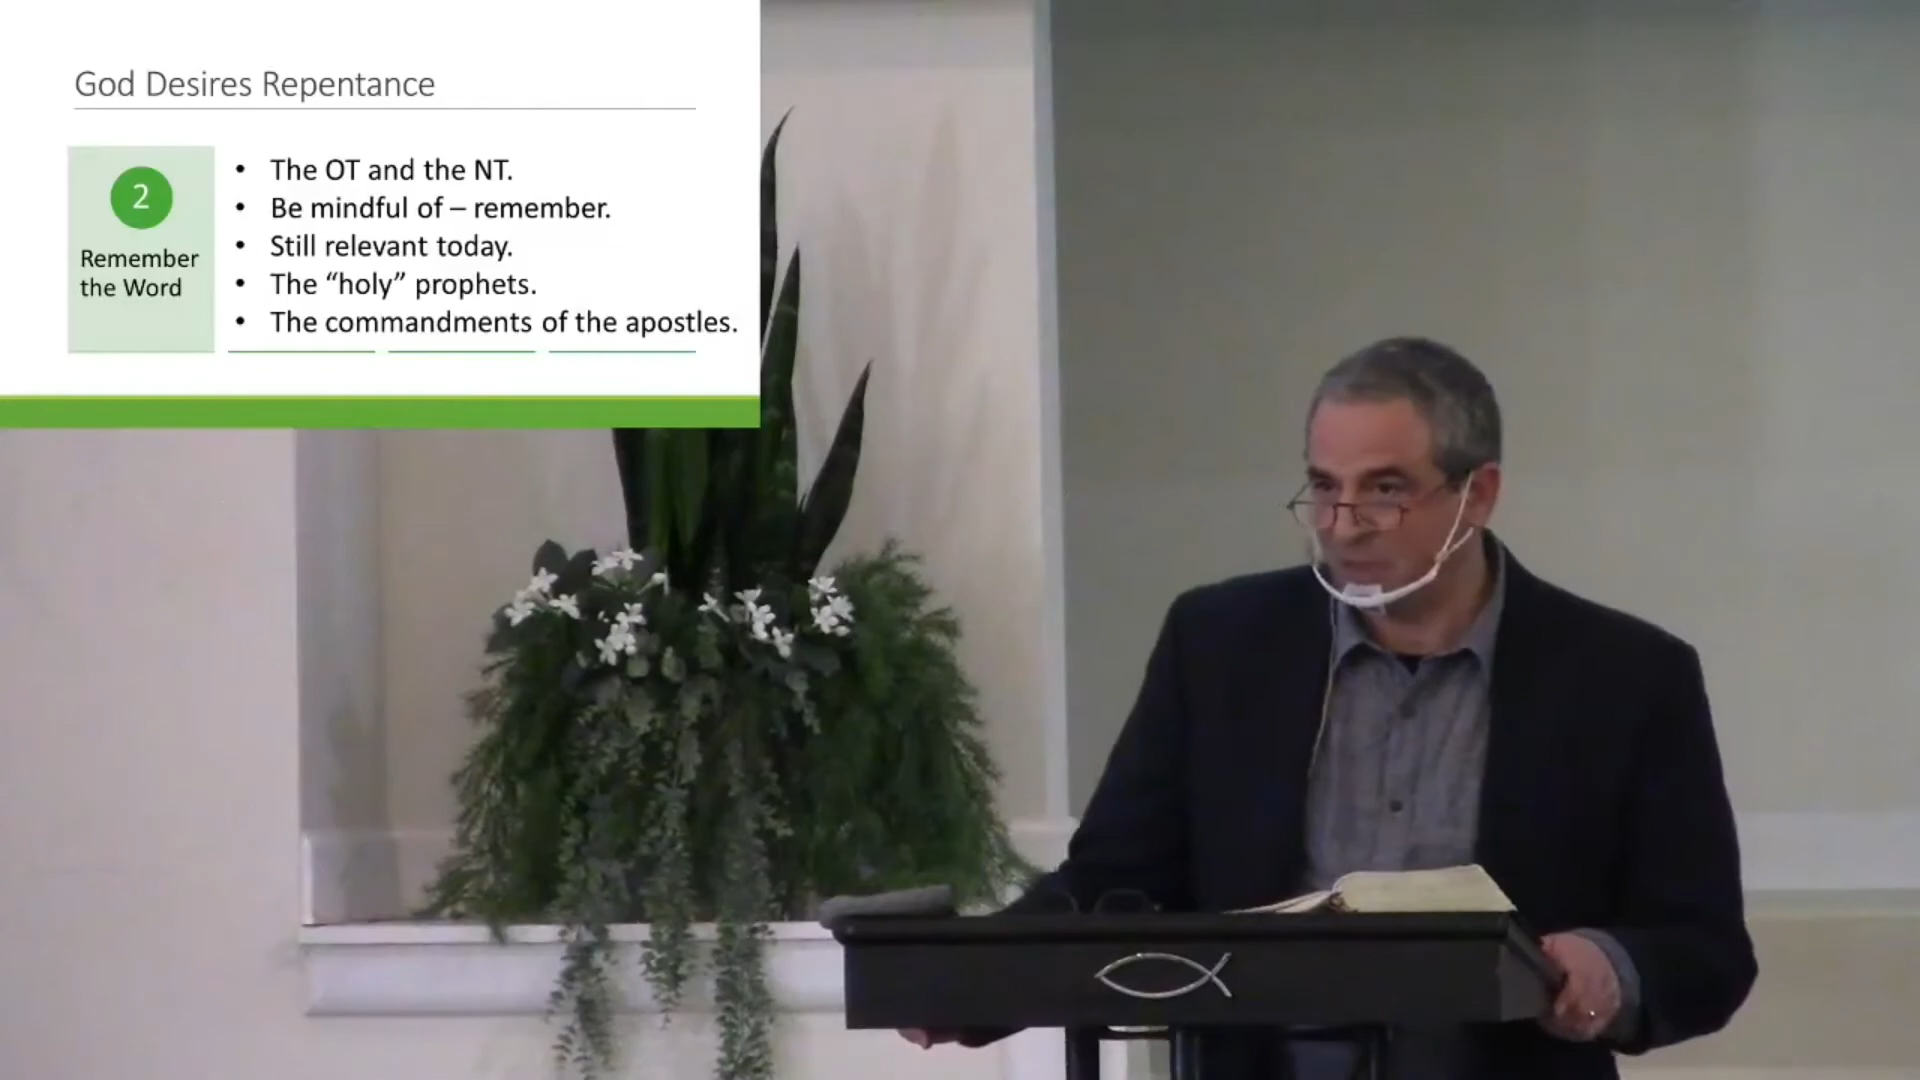 God Desires Repentance
2
Remember
the Word
• The OT and the NT.
• Be mindful of – remember.
• Still relevant today.
• The “holy” prophets.
• The commandments of the apostles.